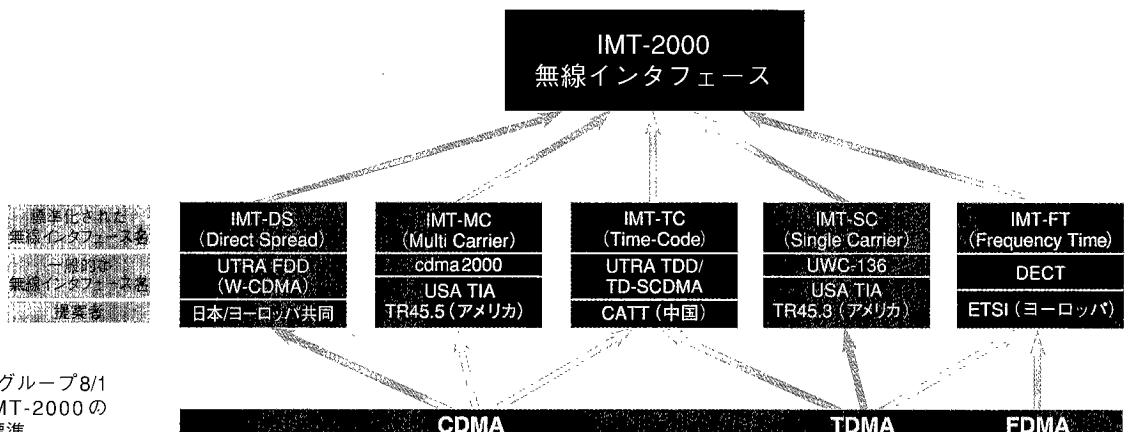 IMT-2000
無線インタフェース
標準化された
無線インタフェース名
一般的な
無線インタフェース名
提案者
IMT-DS
(Direct Spread)
UTRA FDD
(W-CDMA)
日本/ヨーロッパ共同
IMT-MC
(Multi Carrier)
cdma2000
USA TIA
TR45.5(アメリカ)
IMT-TC
(Time-Code)
UTRA TDD/
TD-SCDMA
CATT(中国)
IMT-SC
(Single Carrier)
UWC-136
USA TIA
TR45.3(アメリカ)
IMT-FT
(Frequency Time)
DECT
ETSI(ヨーロッパ)
グループ8/1
MT-2000の
標準
CDMA
TDMA
FDMA